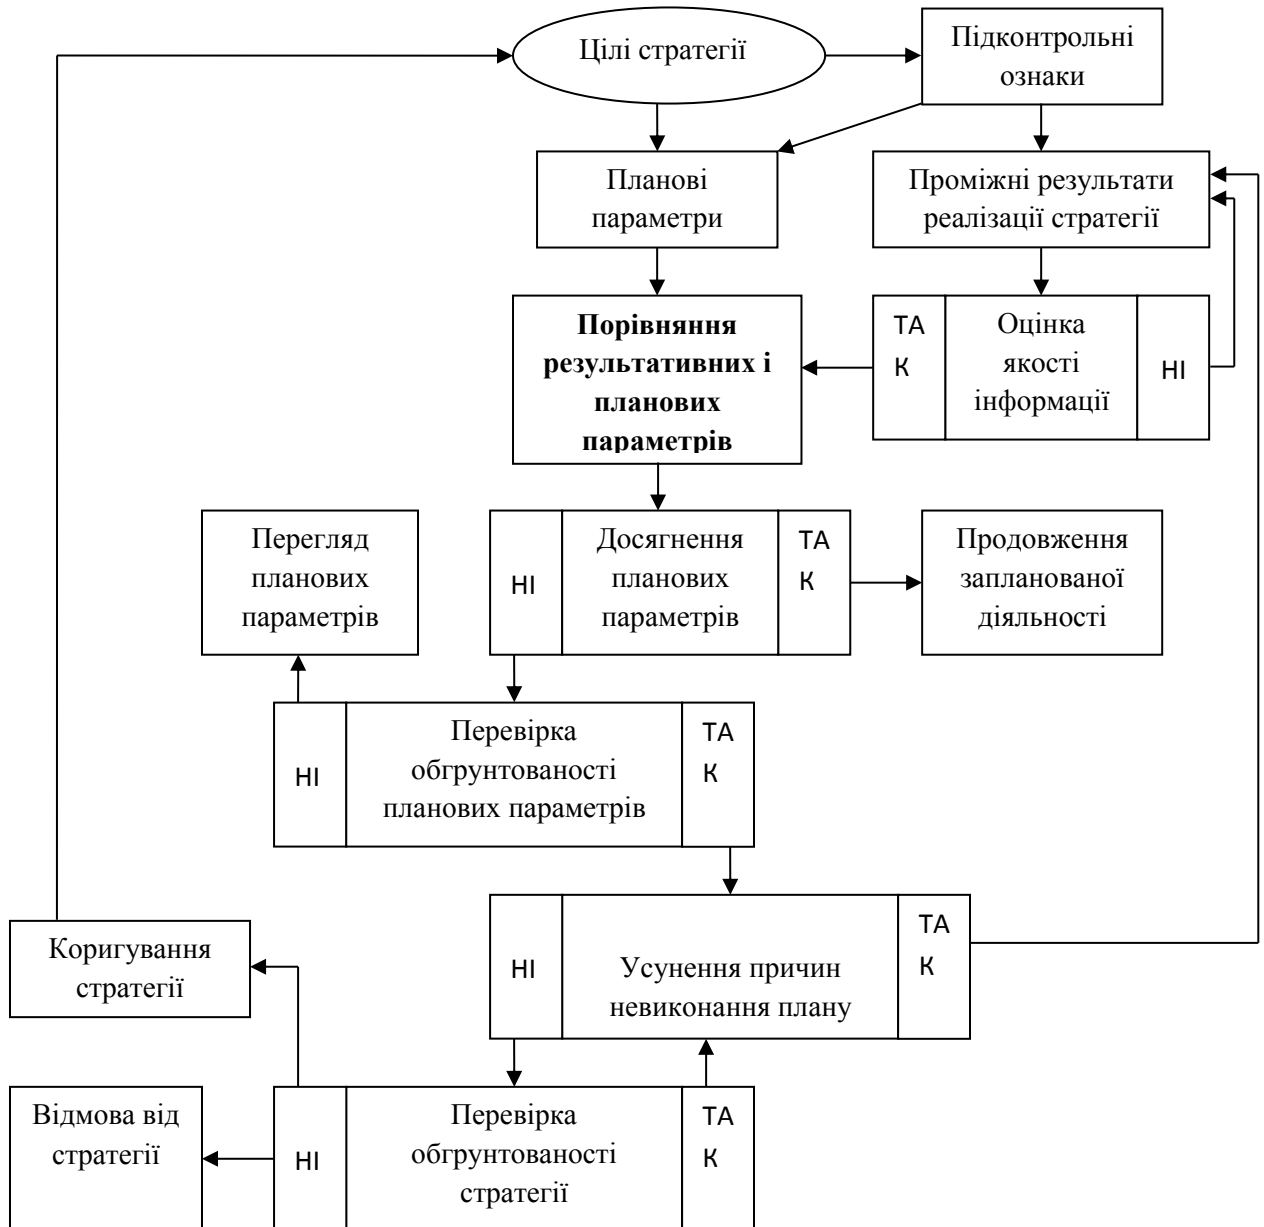 Цілі стратегії
Підконтрольні
ознаки
Планові
параметри
Проміжні результати
реалізації стратегії
Порівняння
результативних і
планових
параметрів
ТА
К
Оцінка
якості
інформації
НІ
Перегляд
планових
параметрів
НІ
Досягнення
планових
параметрів
ТА
К
Продовження
запланованої
діяльності
НІ
Перевірка
обгрунтованості
планових параметрів
ТА
К
Коригування
стратегії
НІ
Усунення причин
невиконання плану
ТА
К
Відмова від
стратегії
НІ
Перевірка
обгрунтованості
стратегії
ТА
К